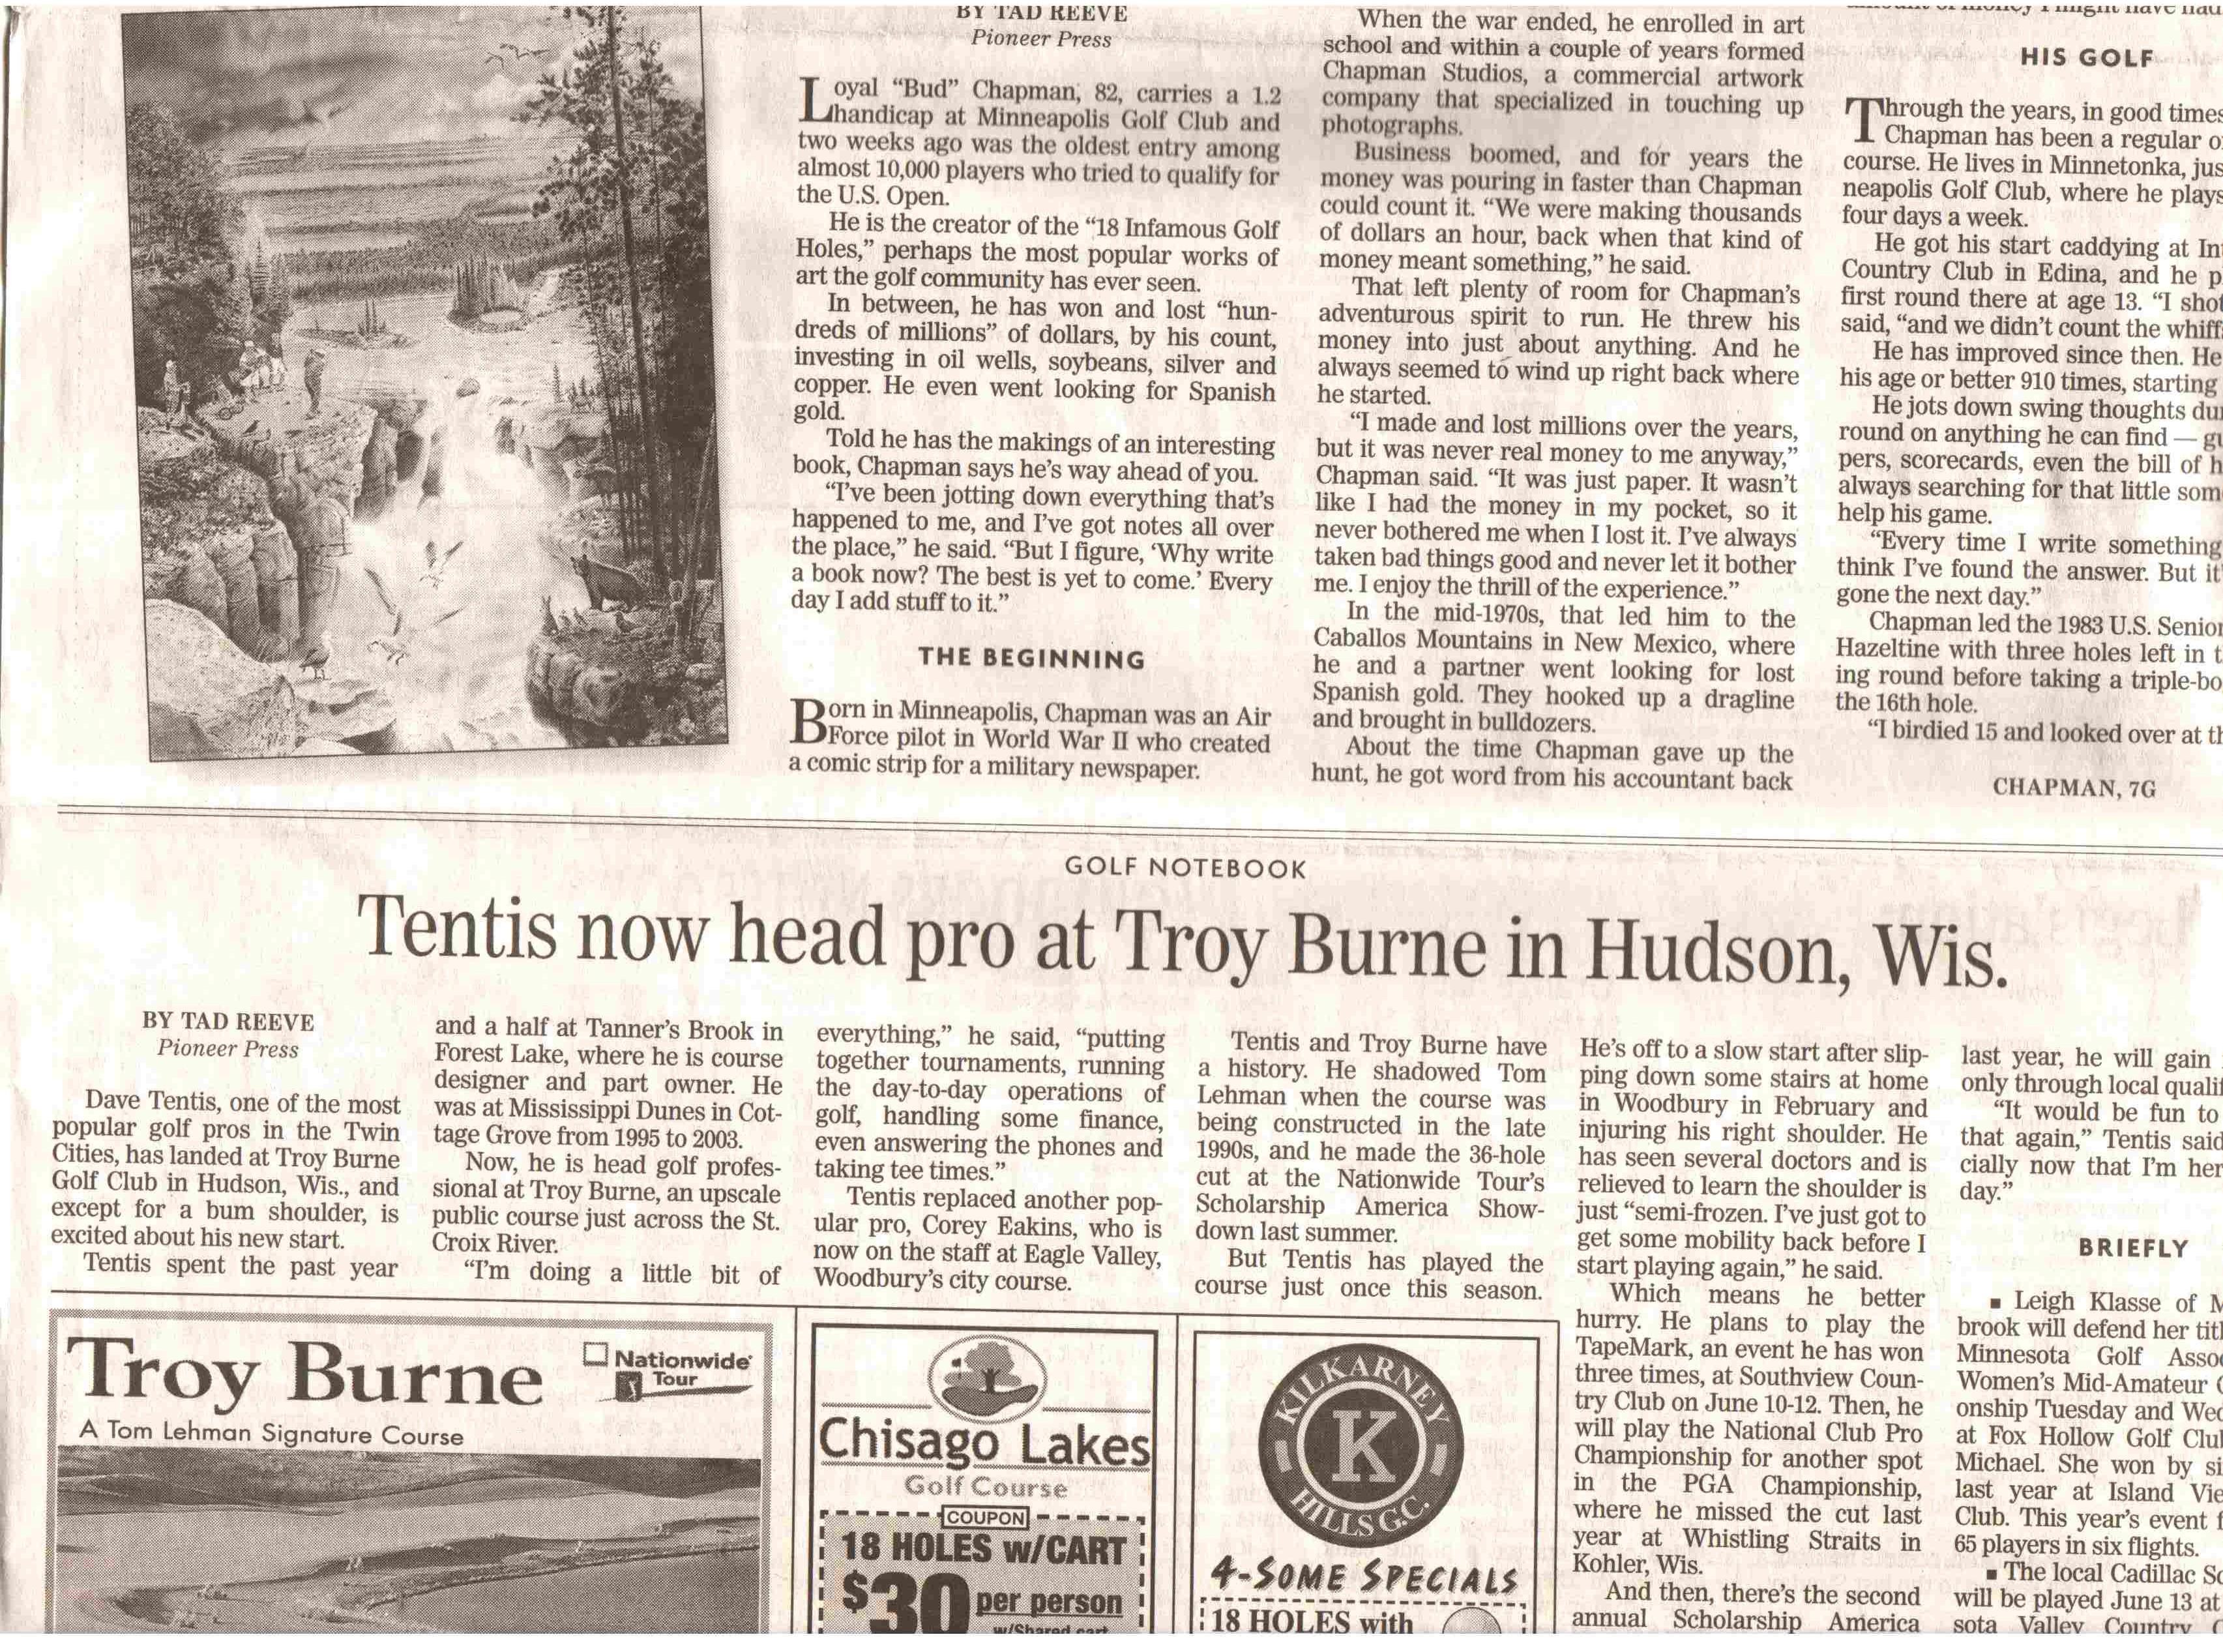 BY TAD REEVE
Pioneer Press
Loyal “Bud” Chapman, 82, carries a 1.2
handicap at Minneapolis Golf Club and
two weeks ago was the oldest entry among
almost 10,000 players who tried to qualify for
the U.S. Open.
He is the creator of the “18 Infamous Golf
Holes,” perhaps the most popular works of
art the golf community has ever seen.
In between, he has won and lost “hun-
dreds of millions” of dollars, by his count,
investing in oil wells, soybeans, silver and
copper. He even went looking for Spanish
gold.
Told he has the makings of an interesting
book, Chapman says he’s way ahead of you.
“I’ve been jotting down everything that’s
happened to me, and I’ve got notes all over
the place,” he said. “But I figure, ‘Why write
a book now? The best is yet to come.’ Every
day I add stuff to it.”
THE BEGINNING
Born in Minneapolis, Chapman was an Air
Force pilot in World War II who created
a comic strip for a military newspaper.
When the war ended, he enrolled in art
school and within a couple of years formed
Chapman Studios, a commercial artwork
company that specialized in touching up
photographs.
Business boomed, and for years the
money was pouring in faster than Chapman
could count it. “We were making thousands
of dollars an hour, back when that kind of
money meant something,” he said.
That left plenty of room for Chapman’s
adventurous spirit to run. He threw his
money into just about anything. And he
always seemed to wind up right back where
he started.
“I made and lost millions over the years,
but it was never real money to me anyway,”
Chapman said. “It was just paper. It wasn’t
like I had the money in my pocket, so it
never bothered me when I lost it. I’ve always
taken bad things good and never let it bother
me. I enjoy the thrill of the experience.”
In the mid-1970s, that led him to the
Caballos Mountains in New Mexico, where
he and a partner went looking for lost
Spanish gold. They hooked up a dragline
and brought in bulldozers.
About the time Chapman gave up the
hunt, he got word from his accountant back
money I might have had
HIS GOLF
Through the years, in good times
Chapman has been a regular o
course. He lives in Minnetonka, jus
neapolis Golf Club, where he plays
four days a week.
He got his start caddying at In
Country Club in Edina, and he p
first round there at age 13. “I shot
said, “and we didn’t count the whiff
He has improved since then. He
his age or better 910 times, starting
He jots down swing thoughts du
round on anything he can find — gu
pers, scorecards, even the bill of h
always searching for that little som
help his game.
“Every time I write something
think I’ve found the answer. But it’
gone the next day.”
Chapman led the 1983 U.S. Senior
Hazeltine with three holes left in t
ing round before taking a triple-bo
the 16th hole.
“I birdied 15 and looked over at th
CHAPMAN, 7G
GOLF NOTEBOOK
Tentis now head pro at Troy Burne in Hudson, Wis.
BY TAD REEVE
Pioneer Press
Dave Tentis, one of the most
popular golf pros in the Twin
Cities, has landed at Troy Burne
Golf Club in Hudson, Wis., and
except for a bum shoulder, is
excited about his new start.
Tentis spent the past year
and a half at Tanner’s Brook in
Forest Lake, where he is course
designer and part owner. He
was at Mississippi Dunes in Cot-
tage Grove from 1995 to 2003.
Now, he is head golf profes-
sional at Troy Burne, an upscale
public course just across the St.
Croix River.
“I’m doing a little bit of
everything,” he said, “putting
together tournaments, running
the day-to-day operations of
golf, handling some finance,
even answering the phones and
taking tee times.”
Tentis replaced another pop-
ular pro, Corey Eakins, who is
now on the staff at Eagle Valley,
Woodbury’s city course.
Tentis and Troy Burne have
a history. He shadowed Tom
Lehman when the course was
being constructed in the late
1990s, and he made the 36-hole
cut at the Nationwide Tour’s
Scholarship America Show-
down last summer.
But Tentis has played the
course just once this season.
He’s off to a slow start after slip-
ping down some stairs at home
in Woodbury in February and
injuring his right shoulder. He
has seen several doctors and is
relieved to learn the shoulder is
just “semi-frozen. I’ve just got to
get some mobility back before I
start playing again,” he said.
Which means he better
hurry. He plans to play the
TapeMark, an event he has won
three times, at Southview Coun-
try Club on June 10-12. Then, he
will play the National Club Pro
Championship for another spot
in the PGA Championship,
where he missed the cut last
year at Whistling Straits in
Kohler, Wis.
And then, there’s the second
annual Scholarship America
last year, he will gain
only through local qualif
“It would be fun to
that again,” Tentis said
cially now that I’m her
day.”
BRIEFLY
■ Leigh Klasse of M
brook will defend her titl
Minnesota Golf Asso
Women’s Mid-Amateur C
onship Tuesday and Wed
at Fox Hollow Golf Clu
Michael. She won by si
last year at Island Vie
Club. This year’s event f
65 players in six flights.
■ The local Cadillac Sc
will be played June 13 at
sota Valley Country C
Troy Burne
Nationwide
Tour
A Tom Lehman Signature Course
Chisago Lakes
Golf Course
COUPON
18 HOLES w/CART
$30 per person
w/Shared cart
KILKARNEY
K
HILLS G.C.
4-SOME SPECIALS
18 HOLES with